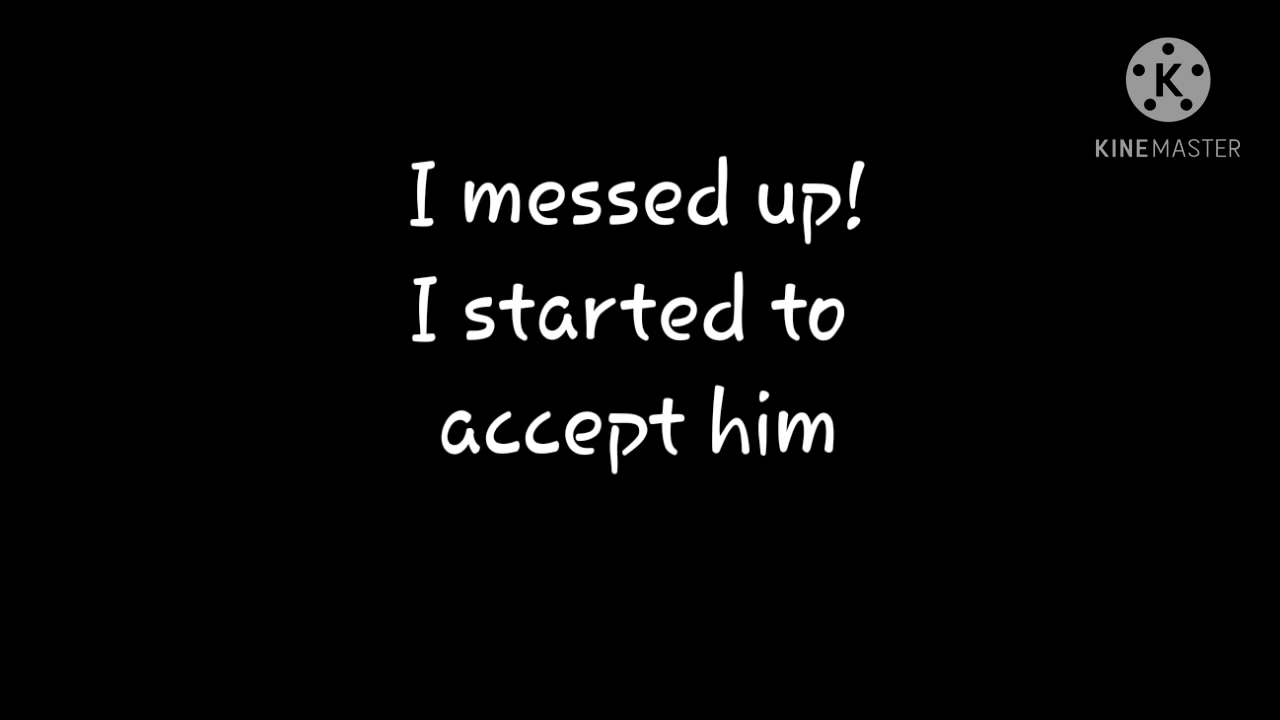 K
KINEMASTER
I messed up!
I started to
accept him